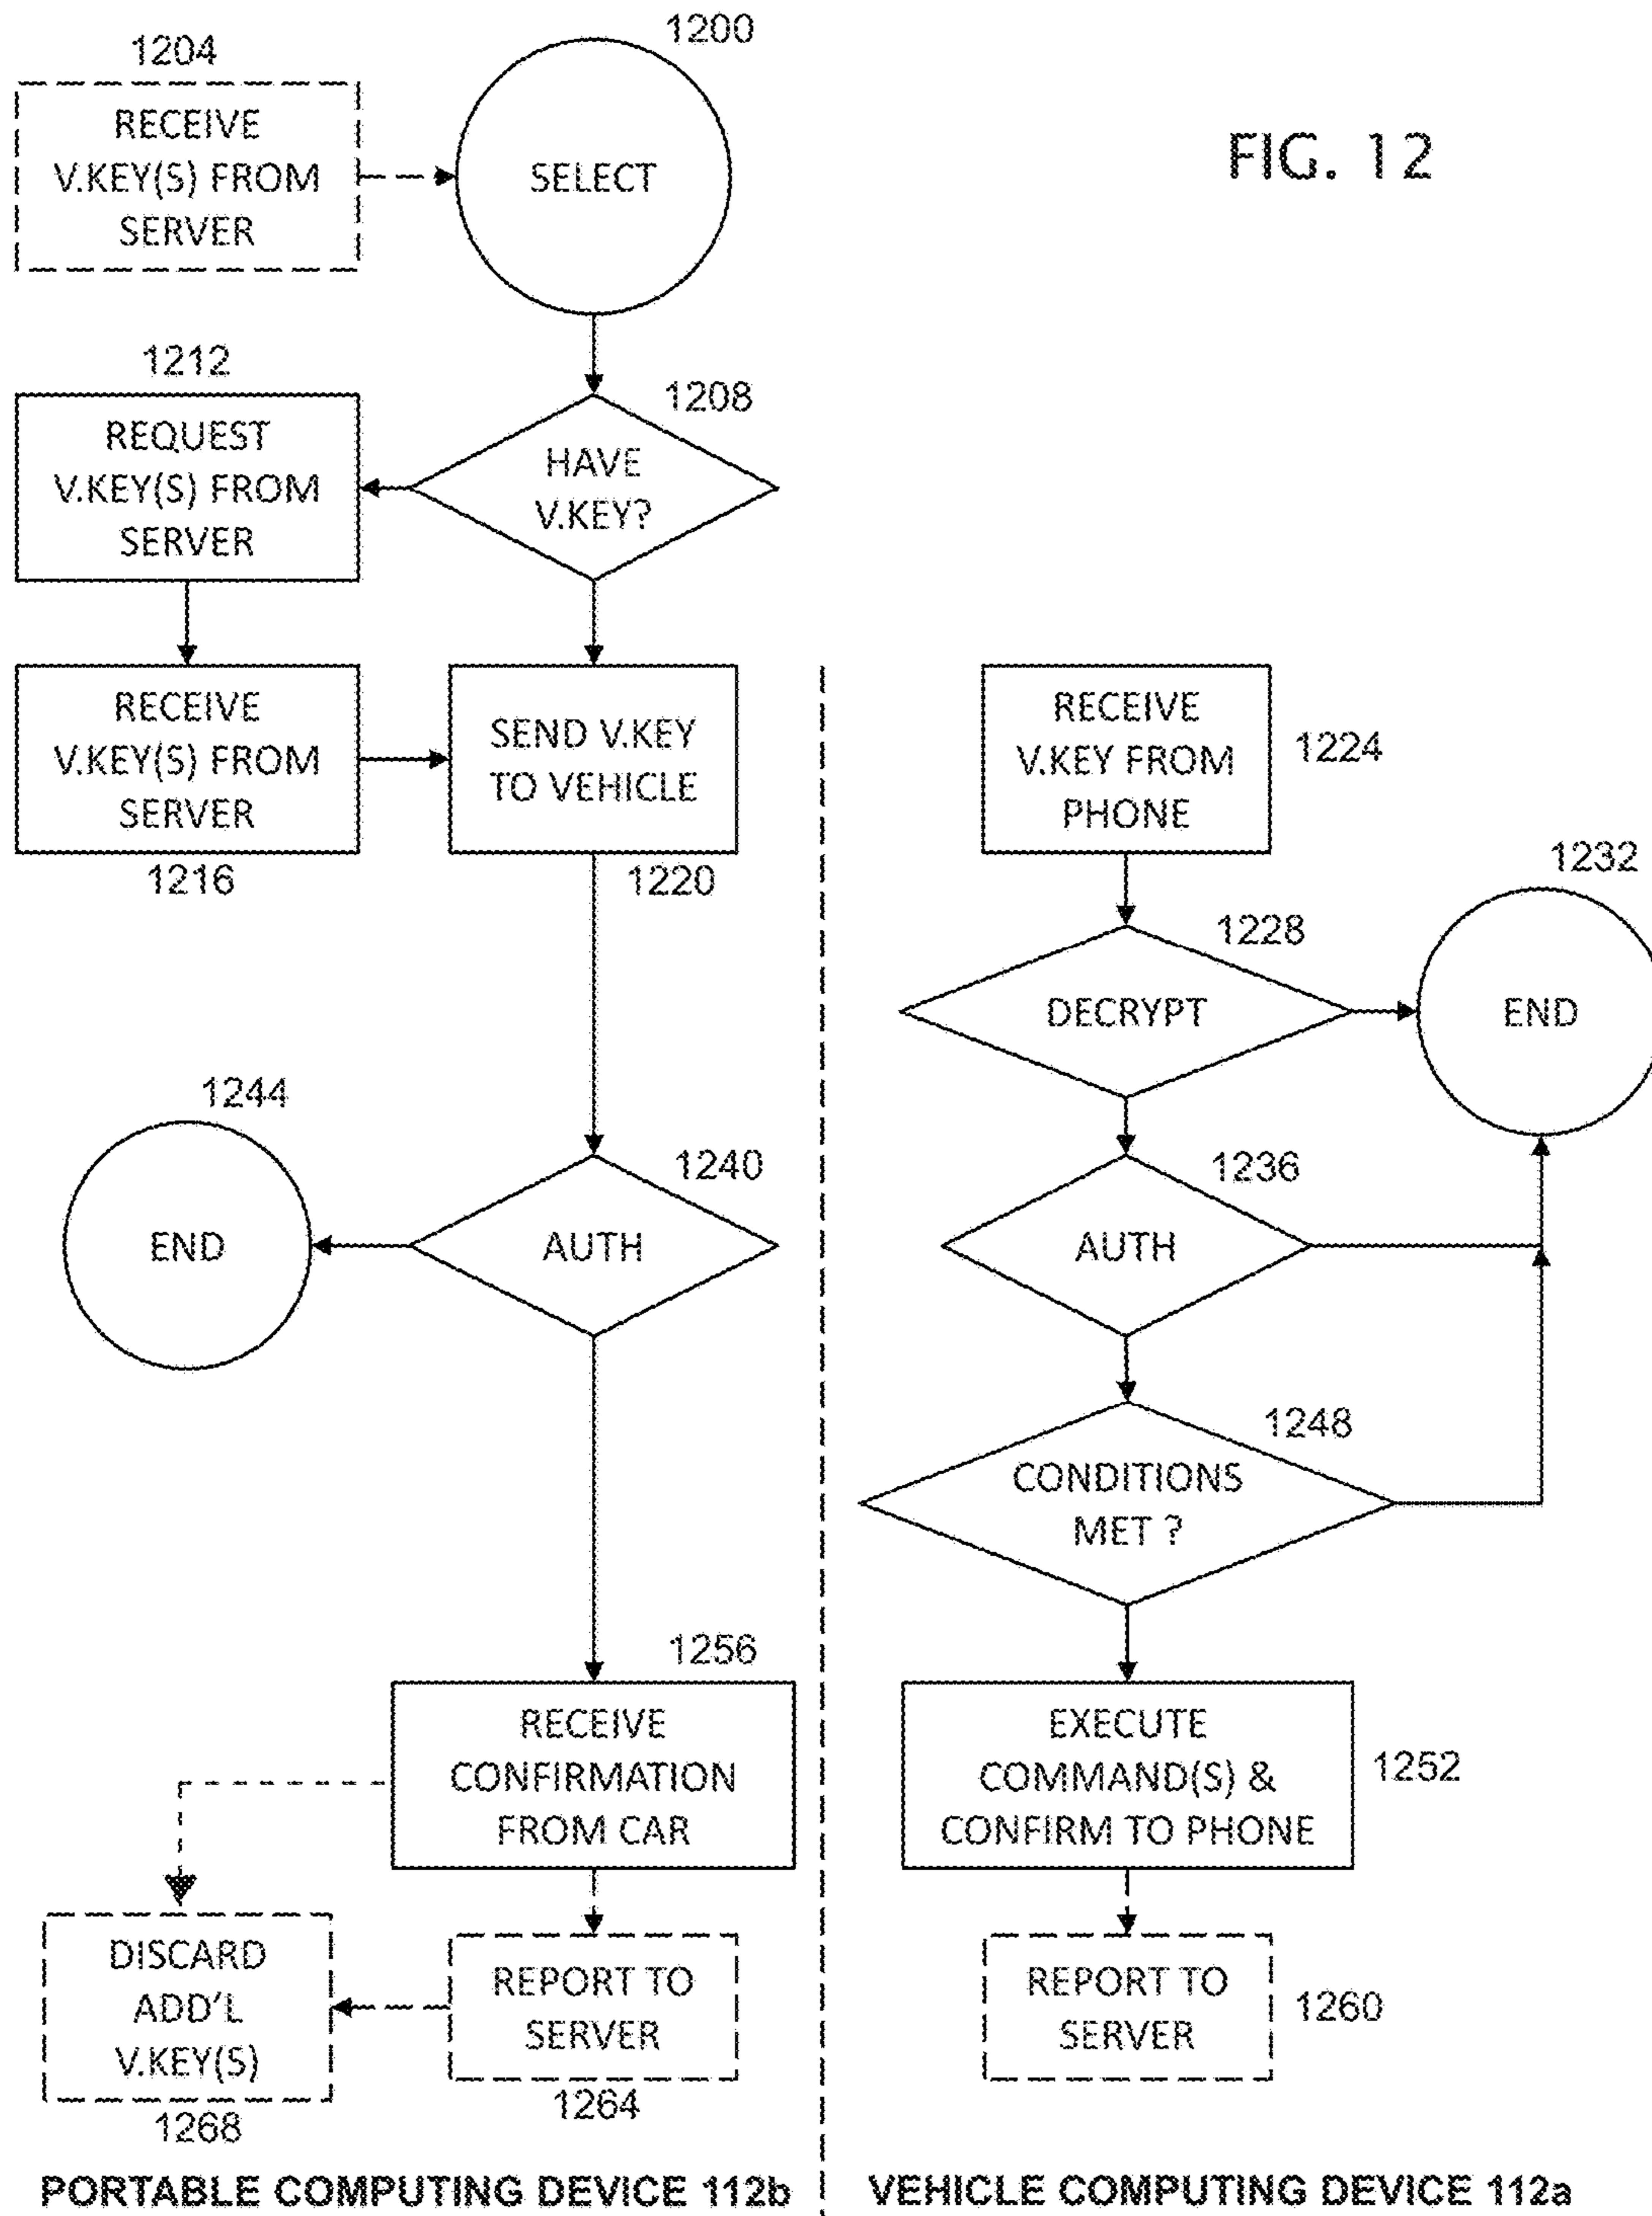 1200
1204
RECEIVE
V.KEY(S) FROM
SERVER
SELECT
FIG. 12
1212
REQUEST
V.KEY(S) FROM
SERVER
1208
HAVE
V.KEY?
RECEIVE
V.KEY(S) FROM
SERVER
1216
SEND V.KEY
TO VEHICLE
1220
RECEIVE
V.KEY FROM
PHONE
1224
1232
END
1228
DECRYPT
1244
END
1240
AUTH
1236
AUTH
1248
CONDITIONS
MET ?
1256
RECEIVE
CONFIRMATION
FROM CAR
EXECUTE
COMMAND(S) &
CONFIRM TO PHONE
1252
DISCARD
ADD'L
V.KEY(S)
1268
REPORT TO
SERVER
1264
REPORT TO
SERVER
1260
PORTABLE COMPUTING DEVICE 112b
VEHICLE COMPUTING DEVICE 112a